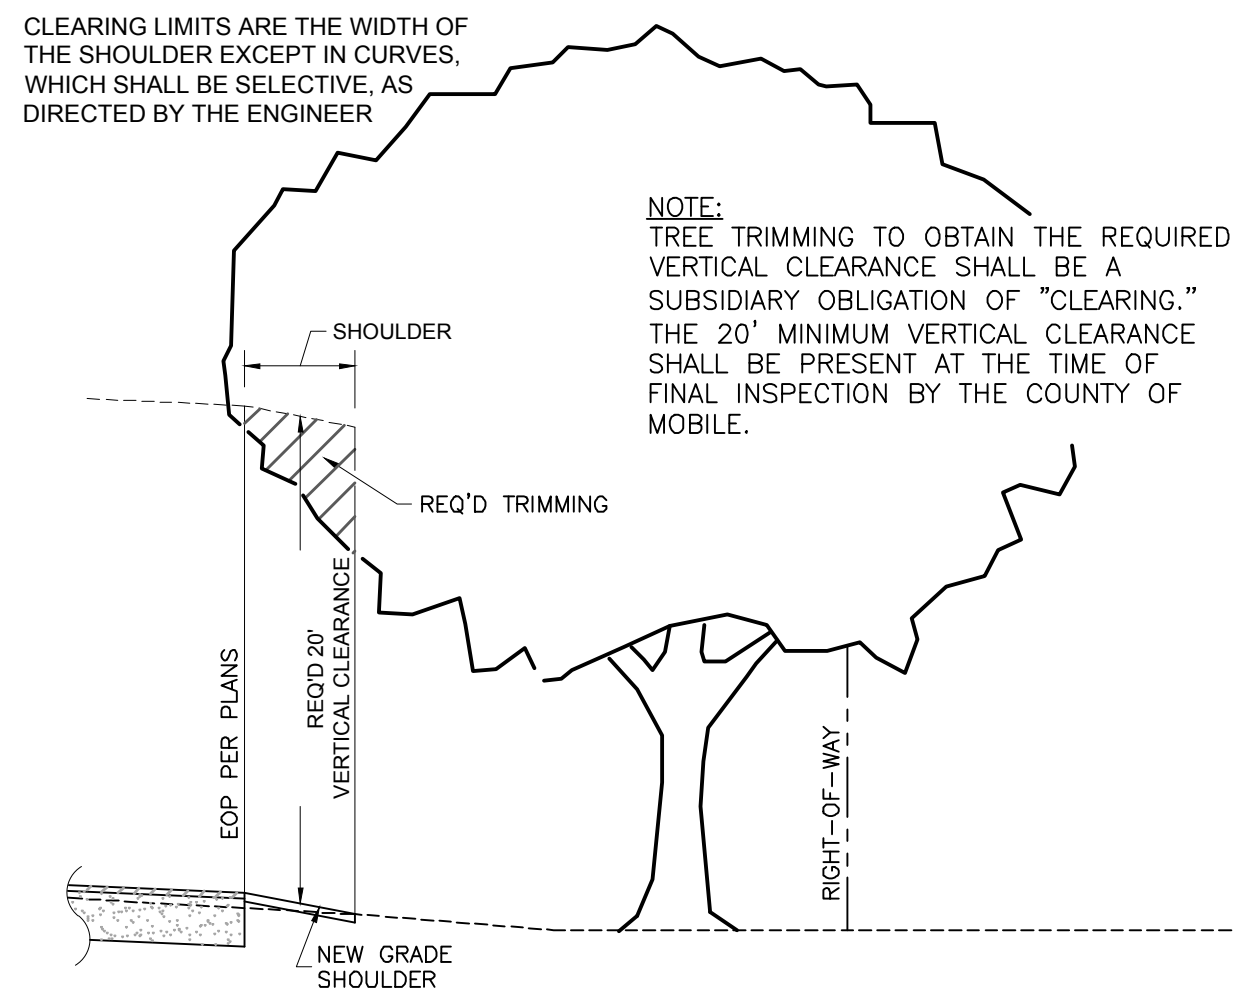 CLEARING LIMITS ARE THE WIDTH OF
THE SHOULDER EXCEPT IN CURVES,
WHICH SHALL BE SELECTIVE, AS
DIRECTED BY THE ENGINEER
NOTE:
TREE TRIMMING TO OBTAIN THE REQUIRED
VERTICAL CLEARANCE SHALL BE A
SUBSIDIARY OBLIGATION OF "CLEARING."
THE 20' MINIMUM VERTICAL CLEARANCE
SHALL BE PRESENT AT THE TIME OF
FINAL INSPECTION BY THE COUNTY OF
MOBILE.
SHOULDER
REQ'D TRIMMING
EOP PER PLANS
REQ'D 20'
VERTICAL CLEARANCE
RIGHT-OF-WAY
NEW GRADE
SHOULDER